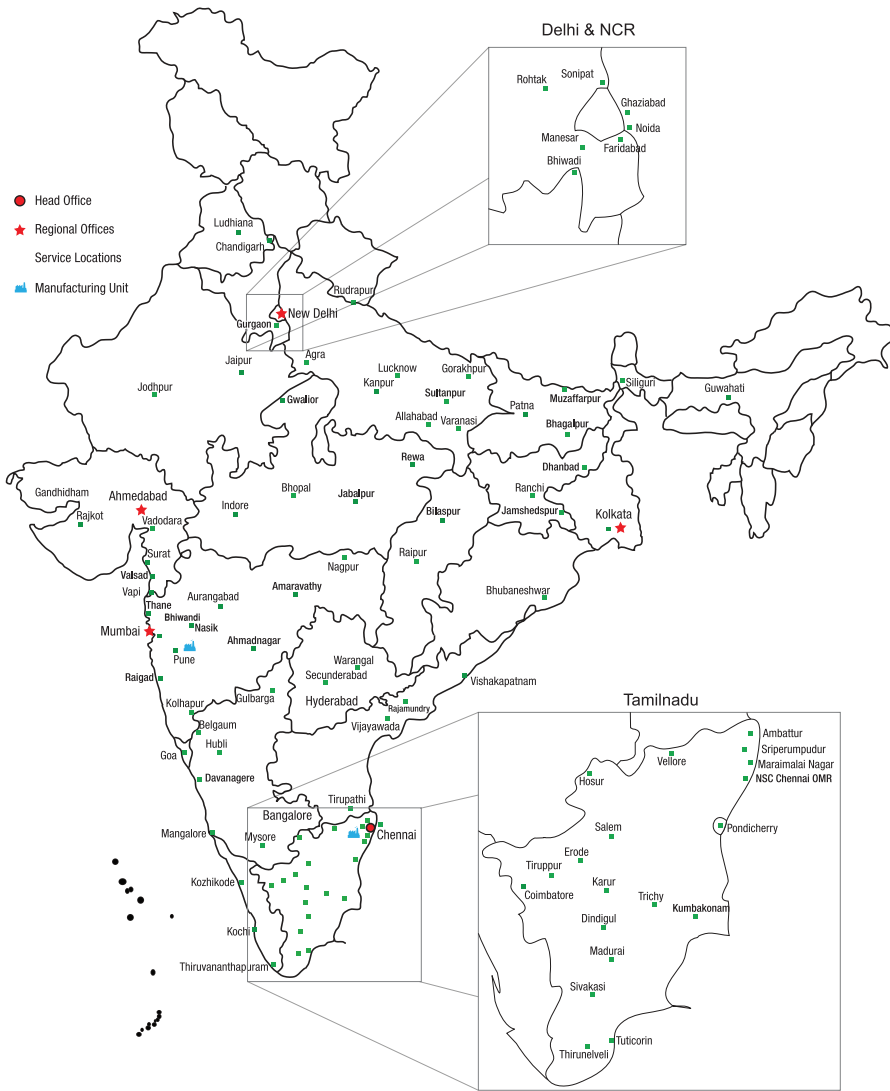 Delhi & NCR
Rohtak
Sonipat
Ghaziabad
Noida
Manesar
Faridabad
Bhiwadi
Head Office
Regional Offices
Service Locations
Manufacturing Unit
Ludhiana
Chandigarh
Rudrapur
New Delhi
Gurgaon
Agra
Jaipur
Lucknow
Gorakhpur
Kanpur
Jodhpur
Sultanpur
Gwalior
Muzaffarpur
Siliguri
Guwahati
Patna
Allahabad
Varanasi
Bhagalpur
Rewa
Dhanbad
Gandhidham
Ahmedabad
Bhopal
Jabalpur
Ranchi
Indore
Bilaspur
Jamshedspur
Kolkata
Rajkot
Vadodara
Surat
Nagpur
Raipur
Valsad
Vapi
Aurangabad
Amaravathy
Bhubaneshwar
Thane
Bhiwandi
Nasik
Mumbai
Ahmadnagar
Pune
Warangal
Secunderabad
Raigad
Vishakapatnam
Gulbarga
Hyderabad
Kolhapur
Rajamundry
Belgaum
Vijayawada
Hubli
Goa
Davanagere
Tirupathi
Bangalore
Mangalore
Mysore
Chennai
Kozhikode
Kochi
Thiruvananthapuram
Tamilnadu
Ambattur
Sriperumpudur
Vellore
Maraimalai Nagar
Hosur
NSC Chennai OMR
Salem
Pondicherry
Erode
Tiruppur
Coimbatore
Karur
Trichy
Kumbakonam
Dindigul
Madurai
Sivakasi
Tuticorin
Thirunelveli